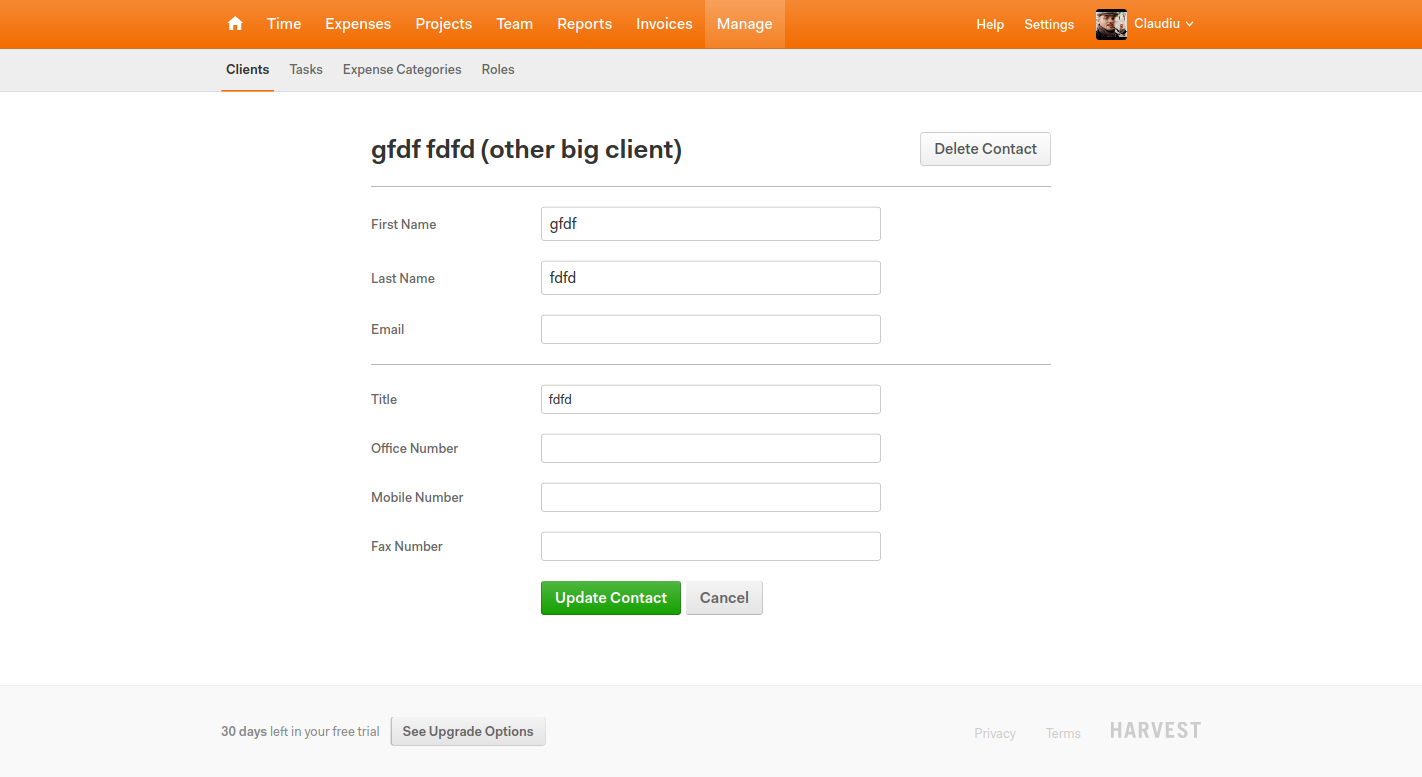 Time Expenses Projects Team Reports Invoices Manage Help Settings Claudiu
Clients Tasks Expense Categories Roles
gfdf fdfd (other big client) Delete Contact
First Name gfdf
Last Name fdfd
Email
Title fdfd
Office Number
Mobile Number
Fax Number
Update Contact Cancel
30 days left in your free trial See Upgrade Options Privacy Terms HARVEST